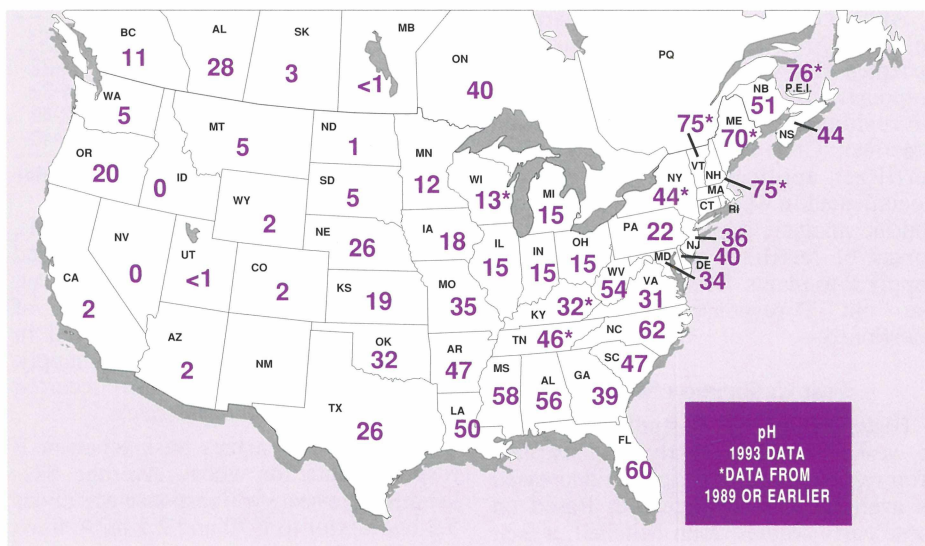 BC
11
AL
28
SK
3
MB
<1
ON
40
PQ
76*
P.E.I.
NB
51
ME
70*
NS
44
WA
5
MT
5
ND
1
MN
12
WI
13*
MI
15
NY
44*
75*
VT
NH
75*
MA
CT
RI
OR
20
ID
0
WY
2
SD
5
IA
18
NE
26
IL
15
IN
15
OH
15
PA
22
NJ
36
40
DE
MD
34
CA
2
NV
0
UT
<1
CO
2
KS
19
MO
35
KY
32*
WV
54
VA
31
AZ
2
NM
OK
32
AR
47
TN
46*
NC
62
SC
47
TX
26
LA
50
MS
58
AL
56
GA
39
FL
60
pH
1993 DATA
*DATA FROM
1989 OR EARLIER